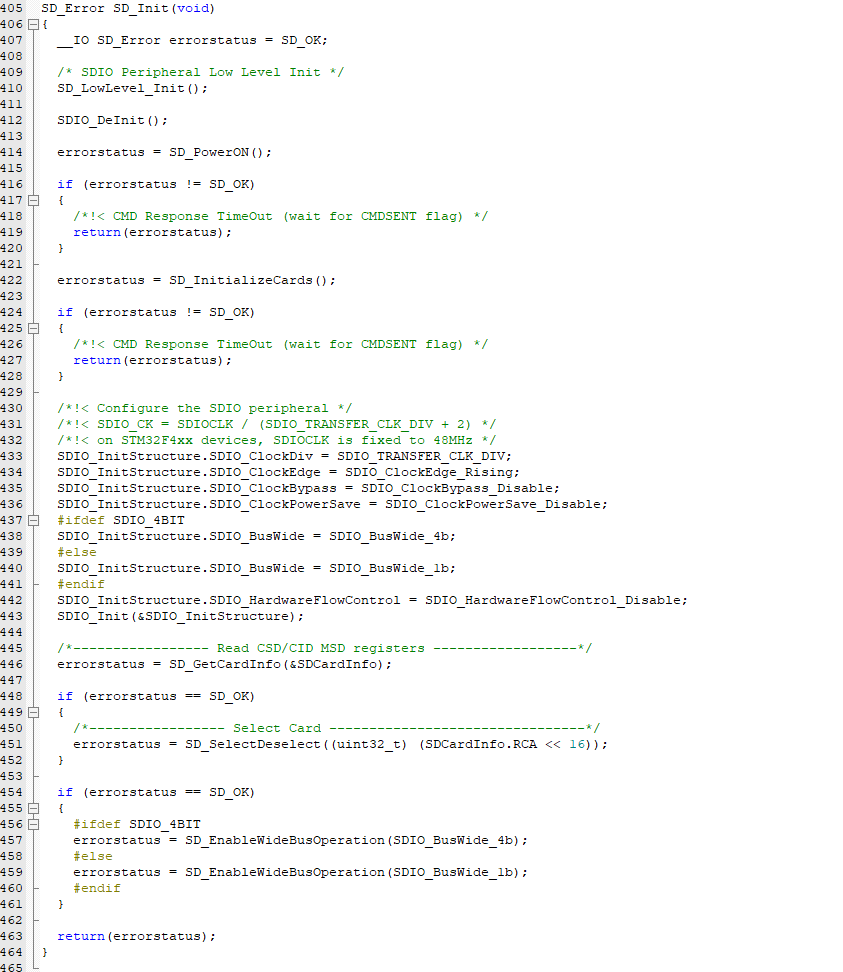 405 SD_Error SD_Init(void)
406 {
407   __IO SD_Error errorstatus = SD_OK;
408
409   /* SDIO Peripheral Low Level Init */
410   SD_LowLevel_Init();
411
412   SDIO_DeInit();
413
414   errorstatus = SD_PowerON();
415
416   if (errorstatus != SD_OK)
417   {
418     /*!< CMD Response TimeOut (wait for CMDSENT flag) */
419     return(errorstatus);
420   }
421
422   errorstatus = SD_InitializeCards();
423
424   if (errorstatus != SD_OK)
425   {
426     /*!< CMD Response TimeOut (wait for CMDSENT flag) */
427     return(errorstatus);
428   }
429
430   /*!< Configure the SDIO peripheral */
431   /*!< SDIO_CK = SDIOCLK / (SDIO_TRANSFER_CLK_DIV + 2) */
432   /*!< on STM32F4xx devices, SDIOCLK is fixed to 48MHz */
433   SDIO_InitStructure.SDIO_ClockDiv = SDIO_TRANSFER_CLK_DIV;
434   SDIO_InitStructure.SDIO_ClockEdge = SDIO_ClockEdge_Rising;
435   SDIO_InitStructure.SDIO_ClockBypass = SDIO_ClockBypass_Disable;
436   SDIO_InitStructure.SDIO_ClockPowerSave = SDIO_ClockPowerSave_Disable;
437   #ifdef SDIO_4BIT
438   SDIO_InitStructure.SDIO_BusWide = SDIO_BusWide_4b;
439   #else
440   SDIO_InitStructure.SDIO_BusWide = SDIO_BusWide_1b;
441   #endif
442   SDIO_InitStructure.SDIO_HardwareFlowControl = SDIO_HardwareFlowControl_Disable;
443   SDIO_Init(&SDIO_InitStructure);
444
445   /*----------------- Read CSD/CID MSD registers ------------------*/
446   errorstatus = SD_GetCardInfo(&SDCardInfo);
447
448   if (errorstatus == SD_OK)
449   {
450     /*----------------- Select Card --------------------------------*/
451     errorstatus = SD_SelectDeselect((uint32_t) (SDCardInfo.RCA << 16));
452   }
453
454   if (errorstatus == SD_OK)
455   {
456     #ifdef SDIO_4BIT
457     errorstatus = SD_EnableWideBusOperation(SDIO_BusWide_4b);
458     #else
459     errorstatus = SD_EnableWideBusOperation(SDIO_BusWide_1b);
460     #endif
461   }
462
463   return(errorstatus);
464 }
465